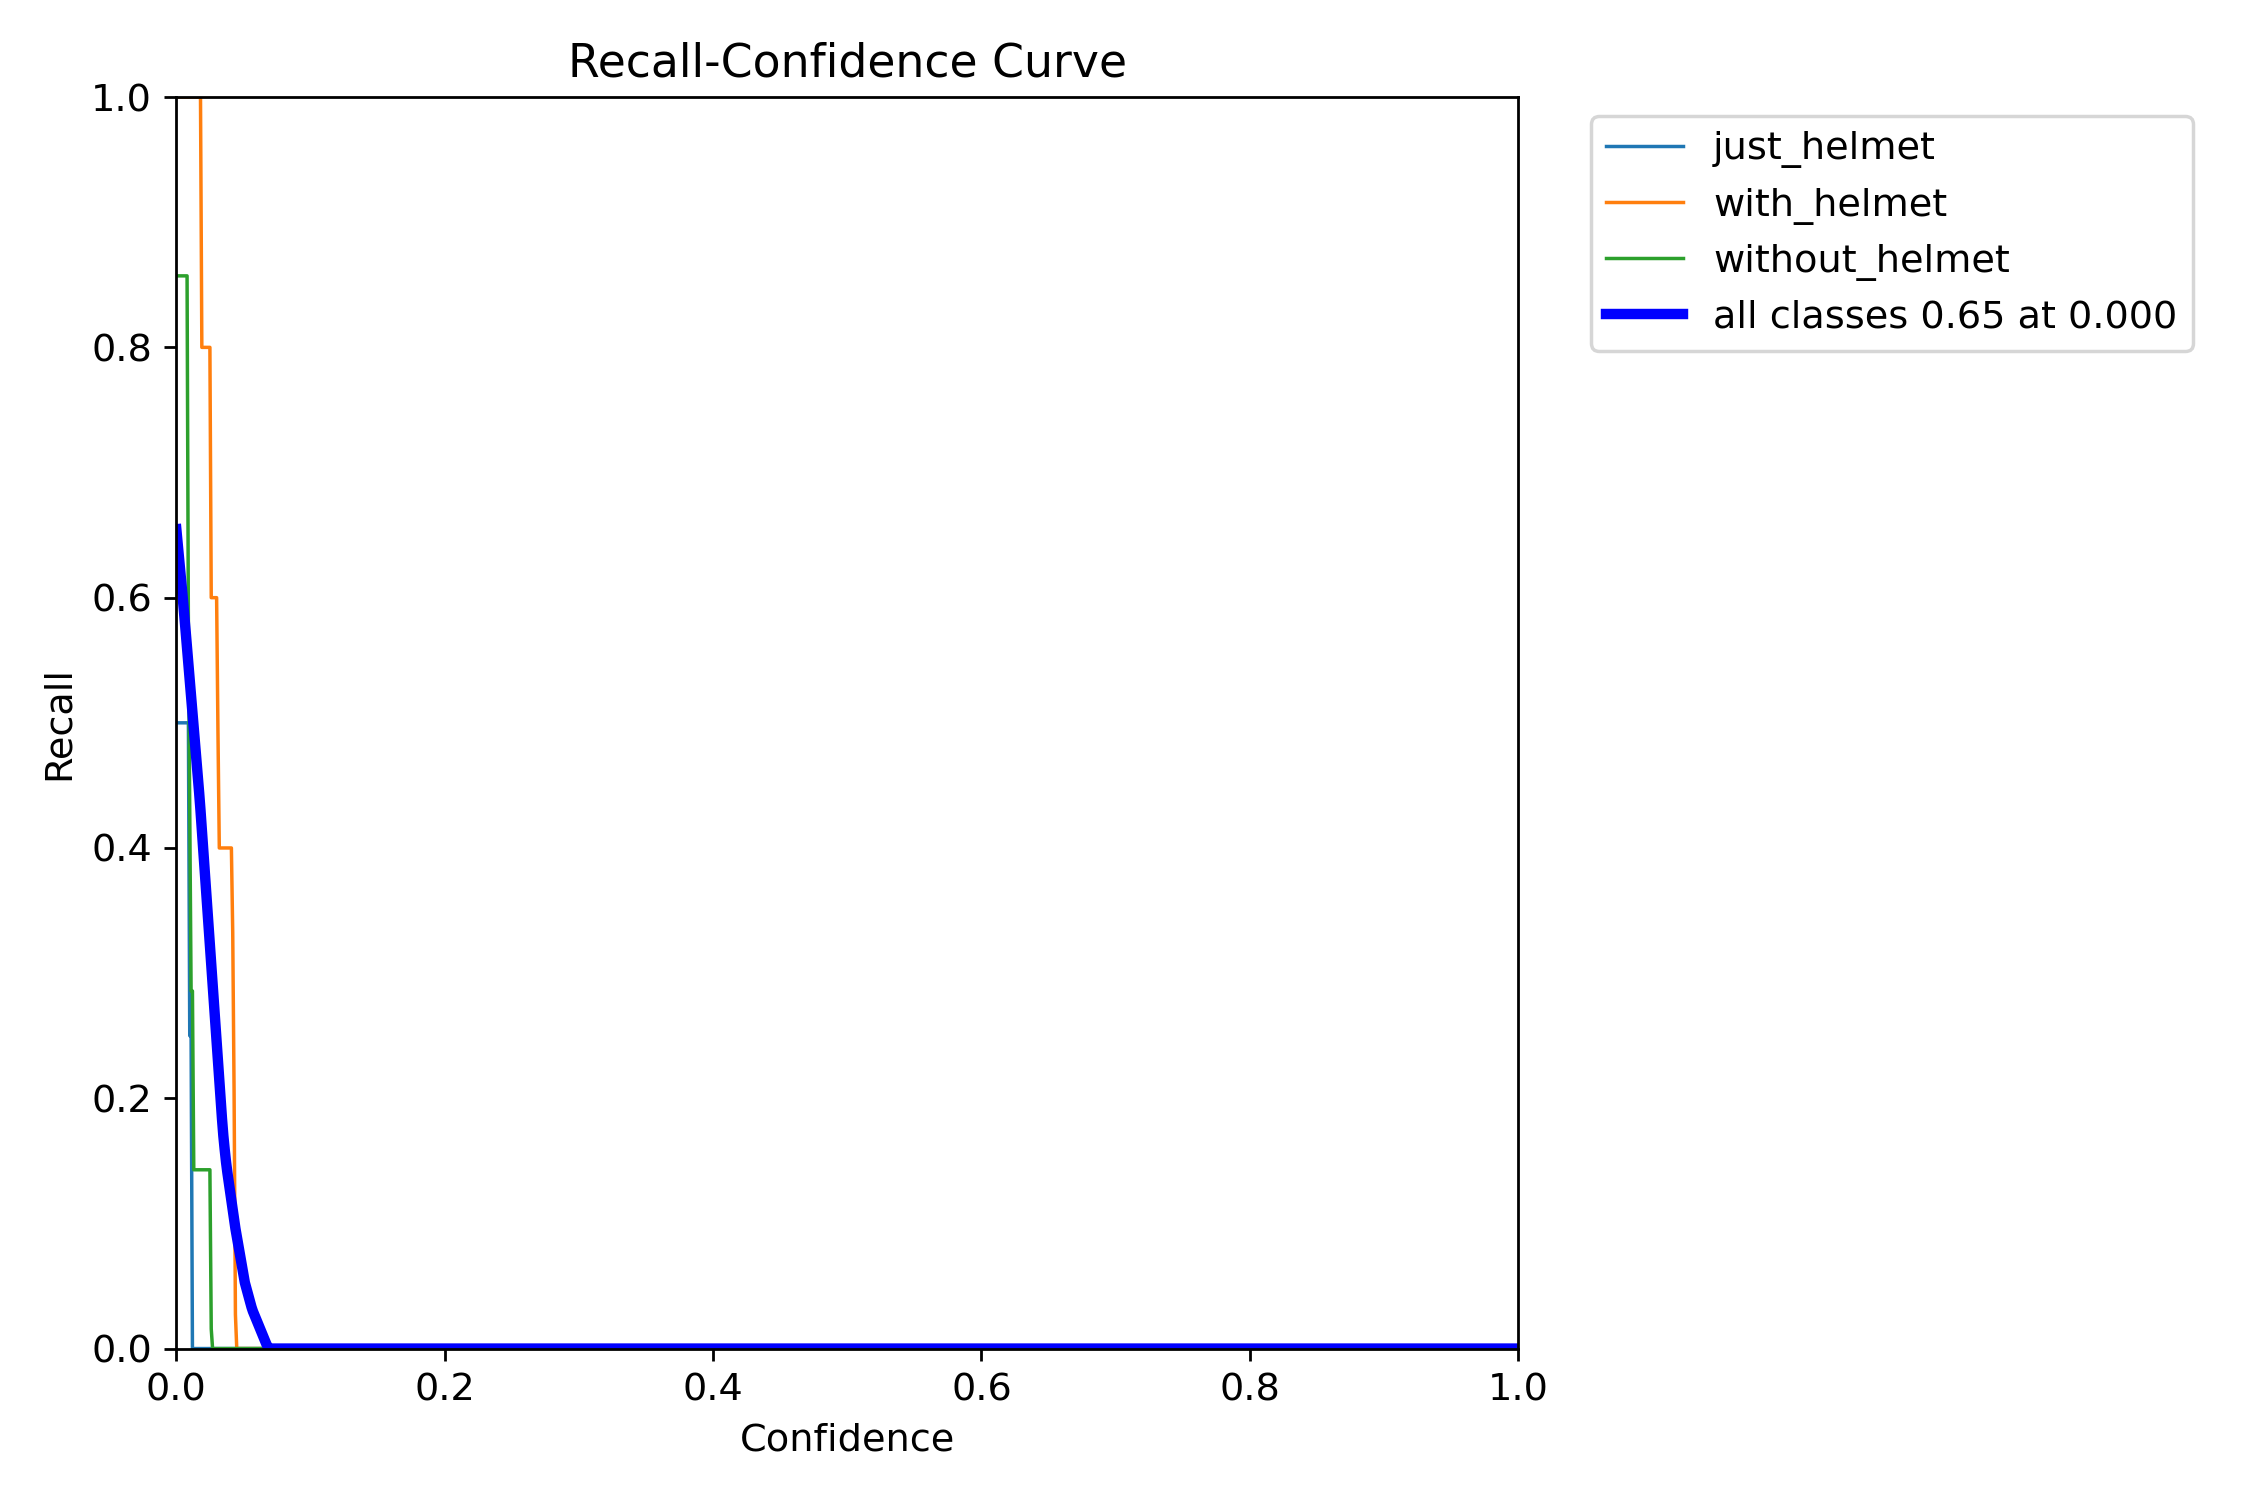 Recall-Confidence Curve
1.0
0.8
0.6
0.4
0.2
0.0
Recall
0.0 0.2 0.4 0.6 0.8 1.0
Confidence
just_helmet
with_helmet
without_helmet
all classes 0.65 at 0.000